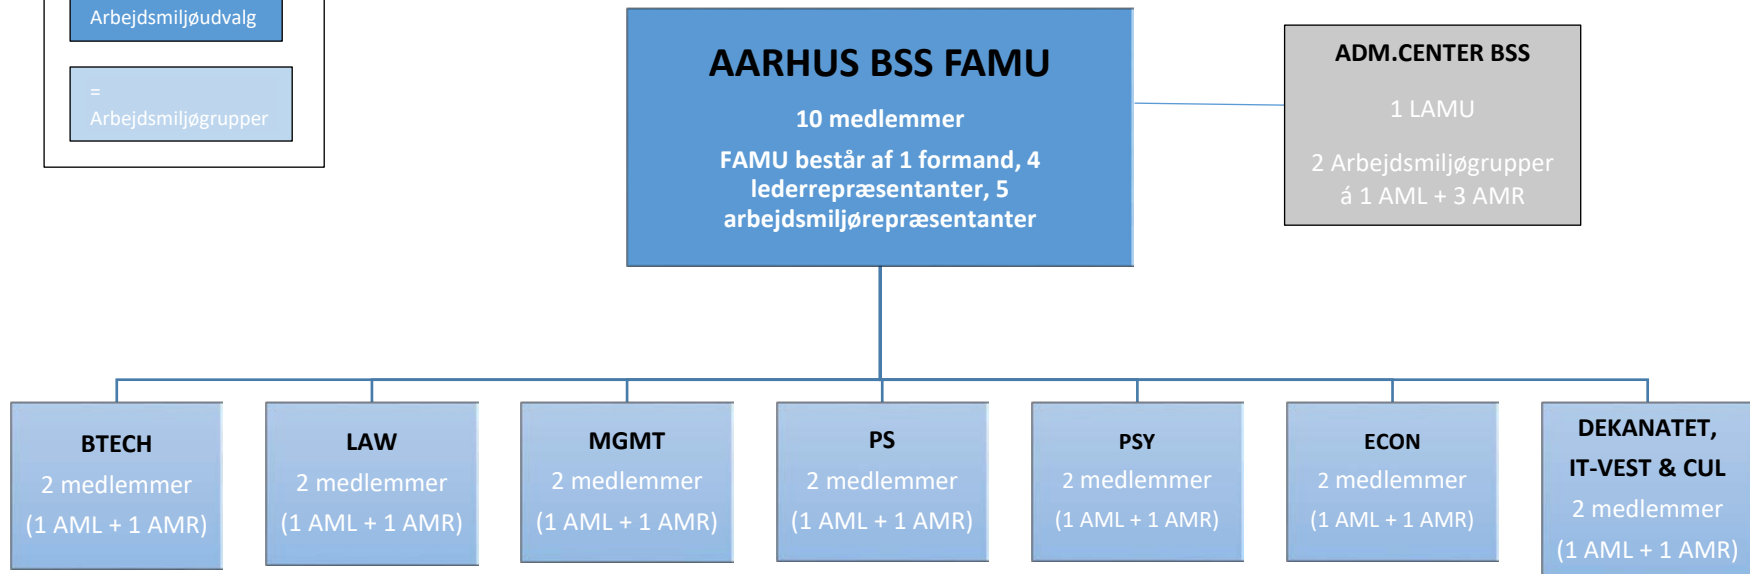 Arbejdsmiljøudvalg
=
Arbejdsmiljøgrupper
AARHUS BSS FAMU
10 medlemmer
FAMU består af 1 formand, 4
lederrepræsentanter, 5
arbejdsmiljørepræsentanter
ADM.CENTER BSS
1 LAMU
2 Arbejdsmiljøgrupper
á 1 AML + 3 AMR
BTECH
2 medlemmer
(1 AML + 1 AMR)
LAW
2 medlemmer
(1 AML + 1 AMR)
MGMT
2 medlemmer
(1 AML + 1 AMR)
PS
2 medlemmer
(1 AML + 1 AMR)
PSY
2 medlemmer
(1 AML + 1 AMR)
ECON
2 medlemmer
(1 AML + 1 AMR)
DEKANATET,
IT-VEST & CUL
2 medlemmer
(1 AML + 1 AMR)